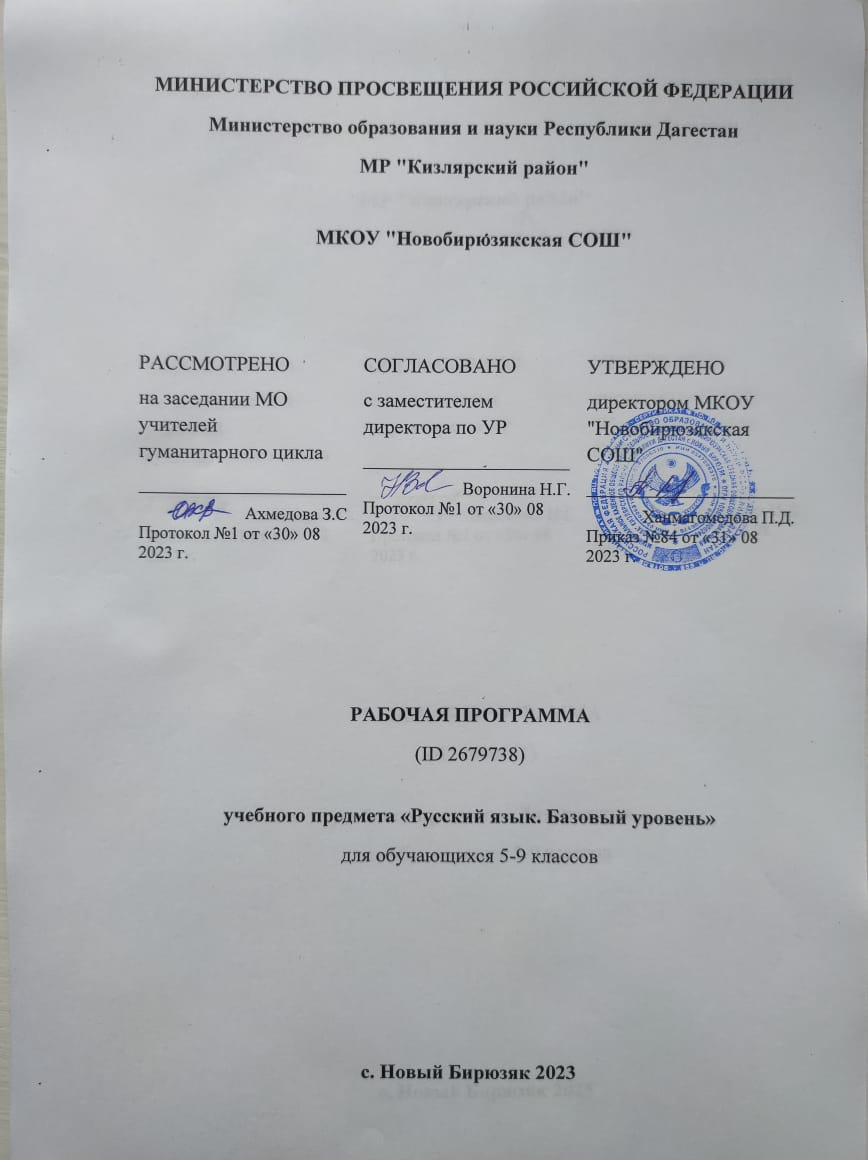 МИНИСТЕРСТВО ПРОСВЕЩЕНИЯ РОССИЙСКОЙ ФЕДЕРАЦИИ
Министерство образования и науки Республики Дагестан
МР "Кизлярский район"
МКОУ "Новобирюзякская СОШ"
РАССМОТРЕНО
на заседании МО
учителей
гуманитарного цикла
Ахмедова З.С
Протокол №1 от «30» 08
2023 г.
СОГЛАСОВАНО
с заместителем
директора по УР
Воронина Н.Г.
Протокол №1 от «30» 08
2023 г.
УТВЕРЖДЕНО
директором МКОУ
"Новобирюзякская
СОШ"
Ханмагомедова П.Д.
Приказ №84 от «31» 08
2023 г.
РАБОЧАЯ ПРОГРАММА
(ID 2679738)
учебного предмета «Русский язык. Базовый уровень»
для обучающихся 5-9 классов
с. Новый Бирюзяк 2023